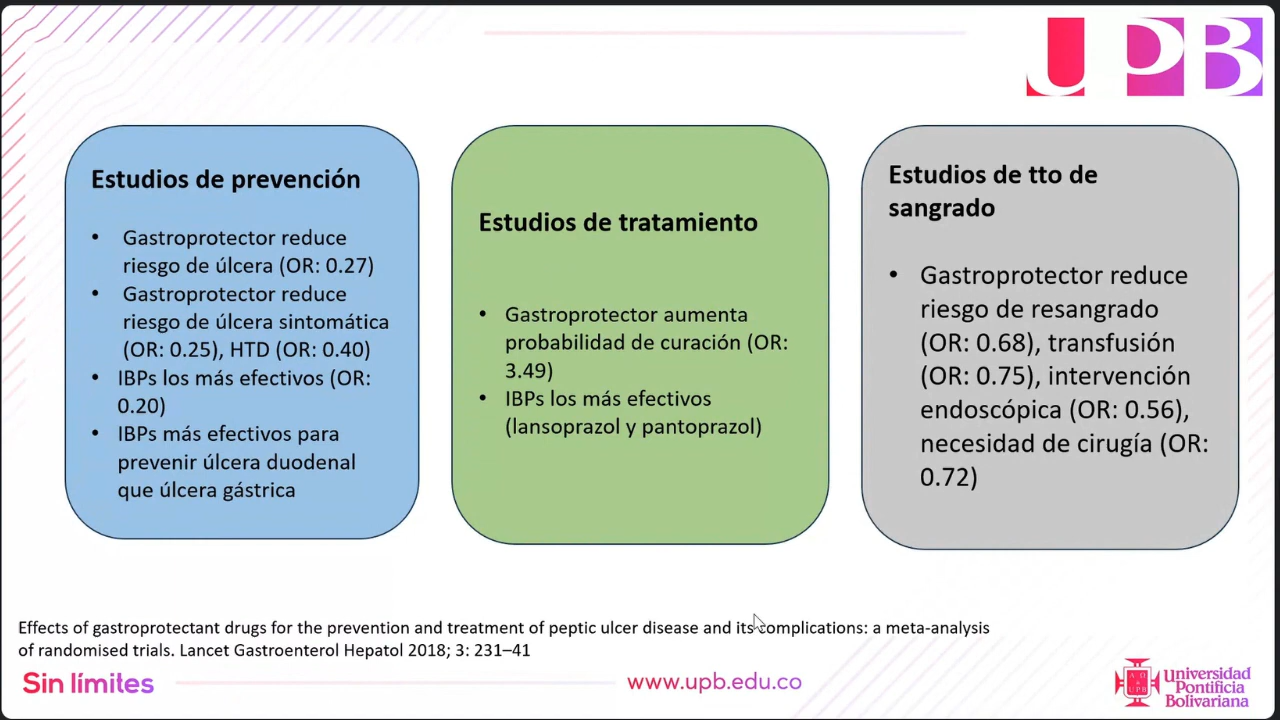 UPB
Estudios de prevención
• Gastroprotector reduce
riesgo de úlcera (OR: 0.27)
• Gastroprotector reduce
riesgo de úlcera sintomática
(OR: 0.25), HTD (OR: 0.40)
• IBPs los más efectivos (OR:
0.20)
• IBPs más efectivos para
prevenir úlcera duodenal
que úlcera gástrica
Estudios de tratamiento
• Gastroprotector aumenta
probabilidad de curación (OR:
3.49)
• IBPs los más efectivos
(lansoprazol y pantoprazol)
Estudios de tto de
sangrado
• Gastroprotector reduce
riesgo de resangrado
(OR: 0.68), transfusión
(OR: 0.75), intervención
endoscópica (OR: 0.56),
necesidad de cirugía (OR:
0.72)
Effects of gastroprotectant drugs for the prevention and treatment of peptic ulcer disease and its complications: a meta-analysis
of randomised trials. Lancet Gastroenterol Hepatol 2018; 3: 231–41
Sin límites
www.upb.edu.co
A Ω
UPB
Universidad
Pontificia
Bolivariana